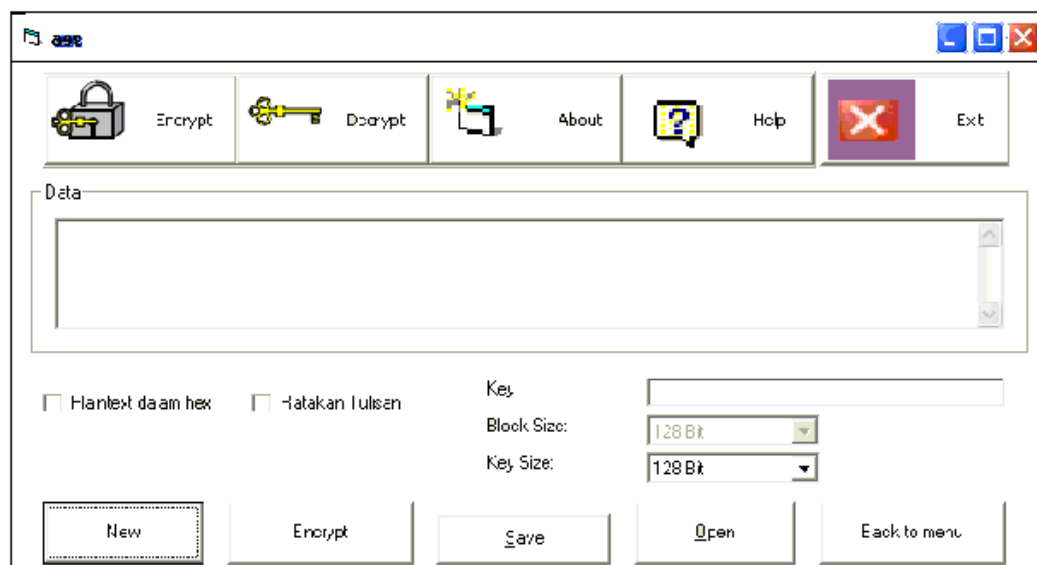 aes
Encrypt Decrypt About Help Exit
Data
Plaintext dalam hex Ratakan Tulisan
Key
Block Size: 128 Bit
Key Size: 128 Bit
New Encrypt Save Open Back to menu